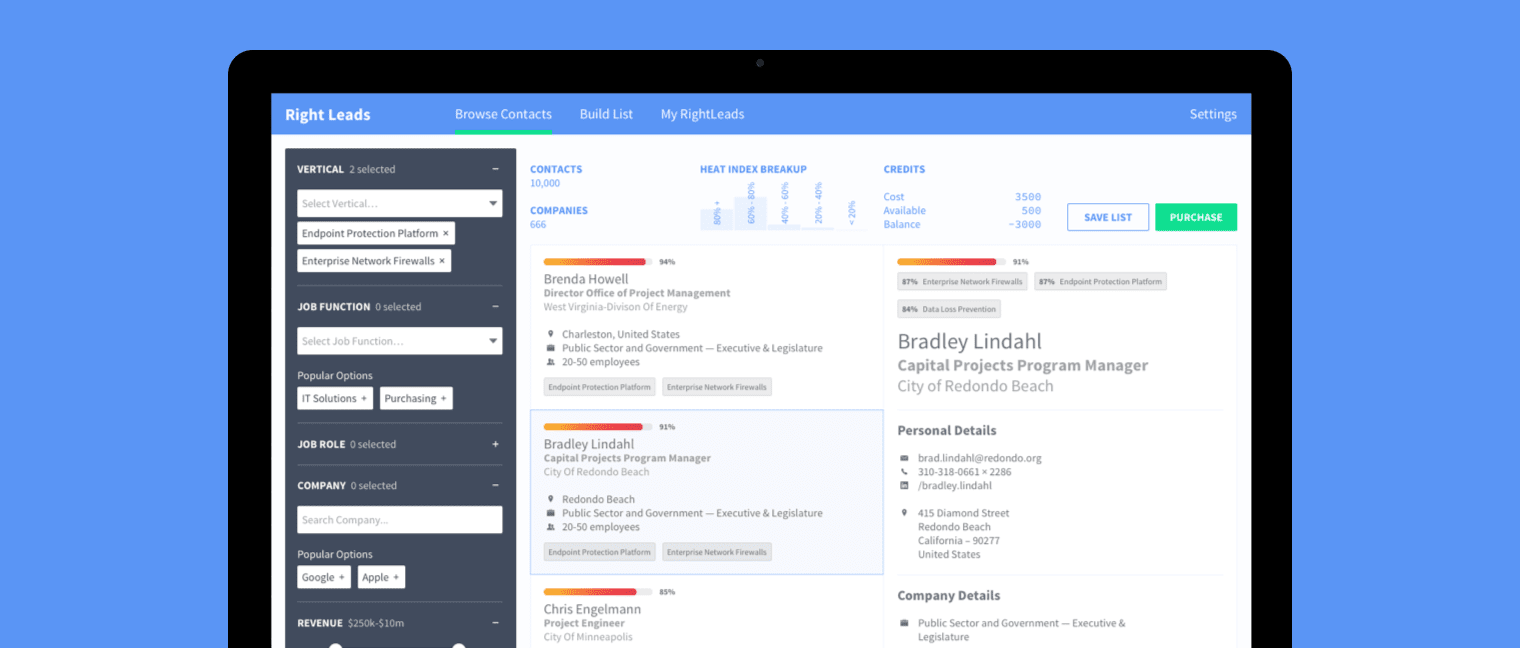 Right Leads
Browse Contacts
Build List
My RightLeads
Settings
VERTICAL 2 selected −
Select Vertical...
Endpoint Protection Platform ×
Enterprise Network Firewalls ×
JOB FUNCTION 0 selected −
Select Job Function...
Popular Options
IT Solutions + Purchasing +
JOB ROLE 0 selected +
COMPANY 0 selected −
Search Company...
Popular Options
Google + Apple +
REVENUE $250k-$10m −
CONTACTS
10,000
COMPANIES
666
HEAT INDEX BREAKUP
80% +
60% - 80%
40% - 60%
20% - 40%
< 20%
CREDITS
Cost 3500
Available 500
Balance -3000
SAVE LIST
PURCHASE
94%
Brenda Howell
Director Office of Project Management
West Virginia-Divison Of Energy
Charleston, United States
Public Sector and Government — Executive & Legislature
20-50 employees
Endpoint Protection Platform Enterprise Network Firewalls
91%
Bradley Lindahl
Capital Projects Program Manager
City Of Redondo Beach
Redondo Beach
Public Sector and Government — Executive & Legislature
20-50 employees
Endpoint Protection Platform Enterprise Network Firewalls
85%
Chris Engelmann
Project Engineer
City Of Minneapolis
91%
87% Enterprise Network Firewalls 87% Endpoint Protection Platform
84% Data Loss Prevention
Bradley Lindahl
Capital Projects Program Manager
City of Redondo Beach
Personal Details
brad.lindahl@redondo.org
310-318-0661 × 2286
/bradley.lindahl
415 Diamond Street
Redondo Beach
California – 90277
United States
Company Details
Public Sector and Government — Executive &
Legislature